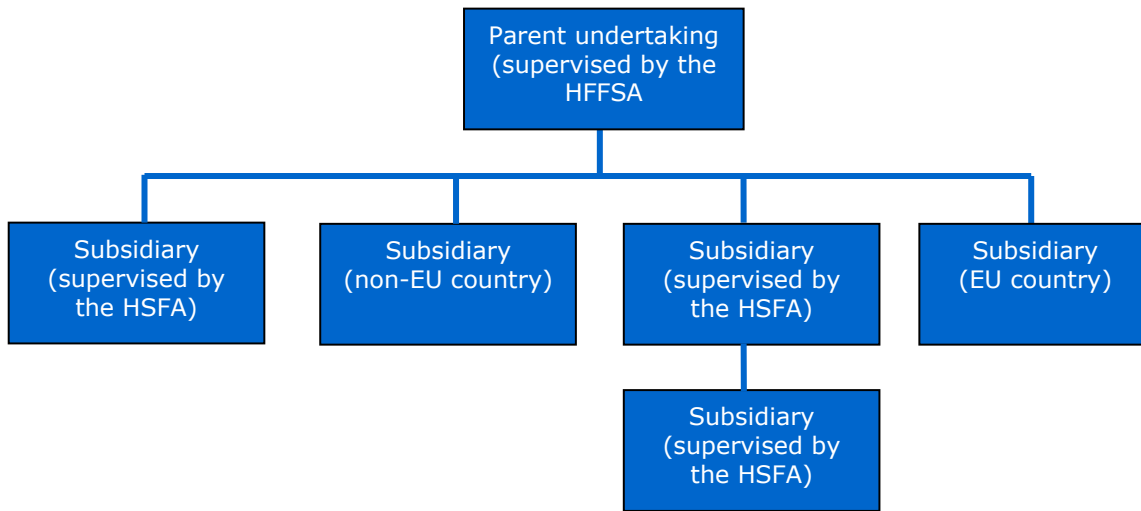 Parent undertaking
(supervised by the
HFFSA
Subsidiary
(supervised by
the HSFA)
Subsidiary
(non-EU country)
Subsidiary
(supervised by
the HSFA)
Subsidiary
(EU country)
Subsidiary
(supervised by
the HSFA)